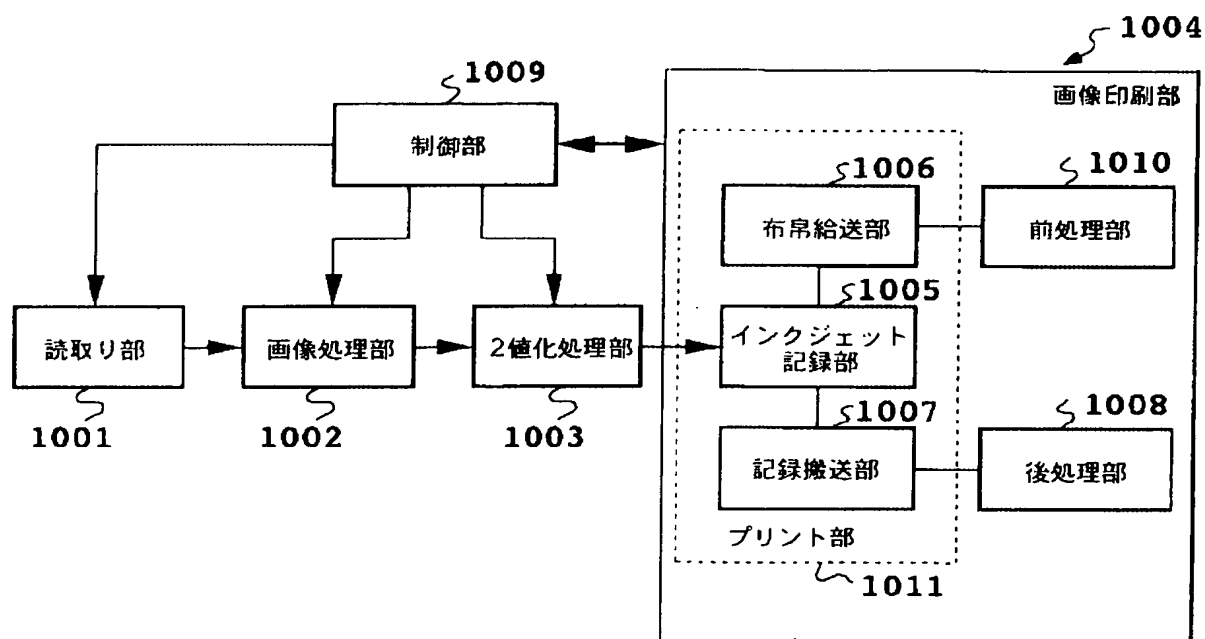 1004
1009
画像印刷部
制御部
1006
1010
布帛給送部
前処理部
1005
読取り部
画像処理部
2値化処理部
インクジェット
記録部
1001
1002
1003
1007
1008
記録搬送部
後処理部
プリント部
1011